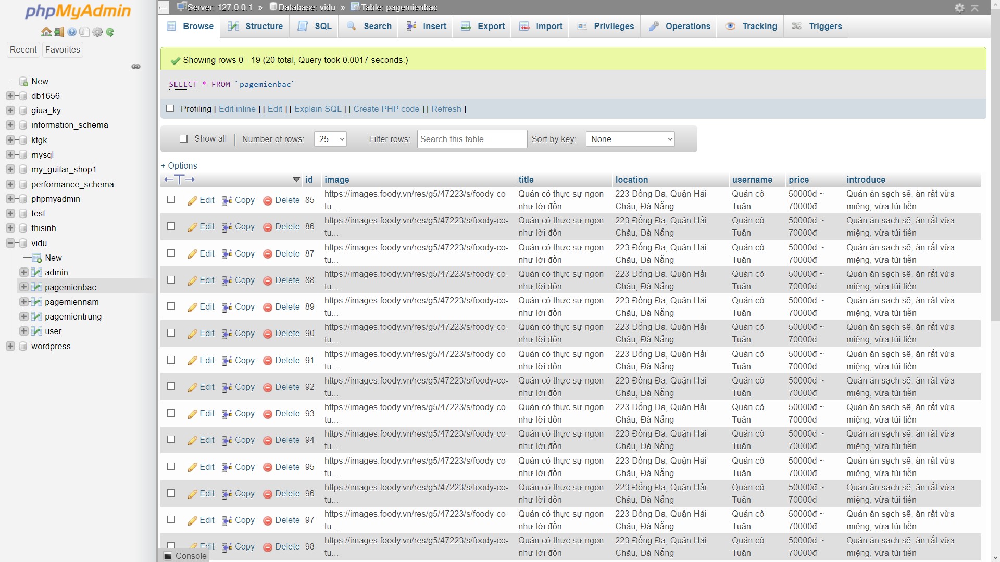 phpMyAdmin
Recent
Favorites
New
db1656
giua_ky
information_schema
ktgk
mysql
my_guitar_shop1
performance_schema
phpmyadmin
test
thisinh
vidu
New
admin
pagemienbac
pagemiennam
pagemientrung
user
wordpress
Server: 127.0.0.1 » Database: vidu » Table: pagemienbac
Browse Structure SQL Search Insert Export Import Privileges Operations Tracking Triggers
Showing rows 0 - 19 (20 total, Query took 0.0017 seconds.)
SELECT * FROM `pagemienbac`
Profiling [ Edit inline ] [ Edit ] [ Explain SQL ] [ Create PHP code ] [ Refresh ]
Show all | Number of rows: 25 Filter rows: Search this table Sort by key: None
+ Options
←T→ id image title location username price introduce
Edit Copy Delete 85 https://images.foody.vn/res/g5/47223/s/foody-co- Quán có thực sự ngon 223 Đống Đa, Quận Hải Quán cô 50000đ ~ Quán ăn sạch sẽ, ăn rất vừa
tu... như lời đồn Châu, Đà Nẵng Tuân 70000đ miệng, vừa túi tiền
Edit Copy Delete 86 https://images.foody.vn/res/g5/47223/s/foody-co- Quán có thực sự ngon 223 Đống Đa, Quận Hải Quán cô 50000đ ~ Quán ăn sạch sẽ, ăn rất vừa
tu... như lời đồn Châu, Đà Nẵng Tuân 70000đ miệng, vừa túi tiền
Edit Copy Delete 87 https://images.foody.vn/res/g5/47223/s/foody-co- Quán có thực sự ngon 223 Đống Đa, Quận Hải Quán cô 50000đ ~ Quán ăn sạch sẽ, ăn rất vừa
tu... như lời đồn Châu, Đà Nẵng Tuân 70000đ miệng, vừa túi tiền
Edit Copy Delete 88 https://images.foody.vn/res/g5/47223/s/foody-co- Quán có thực sự ngon 223 Đống Đa, Quận Hải Quán cô 50000đ ~ Quán ăn sạch sẽ, ăn rất vừa
tu... như lời đồn Châu, Đà Nẵng Tuân 70000đ miệng, vừa túi tiền
Edit Copy Delete 89 https://images.foody.vn/res/g5/47223/s/foody-co- Quán có thực sự ngon 223 Đống Đa, Quận Hải Quán cô 50000đ ~ Quán ăn sạch sẽ, ăn rất vừa
tu... như lời đồn Châu, Đà Nẵng Tuân 70000đ miệng, vừa túi tiền
Edit Copy Delete 90 https://images.foody.vn/res/g5/47223/s/foody-co- Quán có thực sự ngon 223 Đống Đa, Quận Hải Quán cô 50000đ ~ Quán ăn sạch sẽ, ăn rất vừa
tu... như lời đồn Châu, Đà Nẵng Tuân 70000đ miệng, vừa túi tiền
Edit Copy Delete 91 https://images.foody.vn/res/g5/47223/s/foody-co- Quán có thực sự ngon 223 Đống Đa, Quận Hải Quán cô 50000đ ~ Quán ăn sạch sẽ, ăn rất vừa
tu... như lời đồn Châu, Đà Nẵng Tuân 70000đ miệng, vừa túi tiền
Edit Copy Delete 92 https://images.foody.vn/res/g5/47223/s/foody-co- Quán có thực sự ngon 223 Đống Đa, Quận Hải Quán cô 50000đ ~ Quán ăn sạch sẽ, ăn rất vừa
tu... như lời đồn Châu, Đà Nẵng Tuân 70000đ miệng, vừa túi tiền
Edit Copy Delete 93 https://images.foody.vn/res/g5/47223/s/foody-co- Quán có thực sự ngon 223 Đống Đa, Quận Hải Quán cô 50000đ ~ Quán ăn sạch sẽ, ăn rất vừa
tu... như lời đồn Châu, Đà Nẵng Tuân 70000đ miệng, vừa túi tiền
Edit Copy Delete 94 https://images.foody.vn/res/g5/47223/s/foody-co- Quán có thực sự ngon 223 Đống Đa, Quận Hải Quán cô 50000đ ~ Quán ăn sạch sẽ, ăn rất vừa
tu... như lời đồn Châu, Đà Nẵng Tuân 70000đ miệng, vừa túi tiền
Edit Copy Delete 95 https://images.foody.vn/res/g5/47223/s/foody-co- Quán có thực sự ngon 223 Đống Đa, Quận Hải Quán cô 50000đ ~ Quán ăn sạch sẽ, ăn rất vừa
tu... như lời đồn Châu, Đà Nẵng Tuân 70000đ miệng, vừa túi tiền
Edit Copy Delete 96 https://images.foody.vn/res/g5/47223/s/foody-co- Quán có thực sự ngon 223 Đống Đa, Quận Hải Quán cô 50000đ ~ Quán ăn sạch sẽ, ăn rất vừa
tu... như lời đồn Châu, Đà Nẵng Tuân 70000đ miệng, vừa túi tiền
Edit Copy Delete 97 https://images.foody.vn/res/g5/47223/s/foody-co- Quán có thực sự ngon 223 Đống Đa, Quận Hải Quán cô 50000đ ~ Quán ăn sạch sẽ, ăn rất vừa
tu... như lời đồn Châu, Đà Nẵng Tuân 70000đ miệng, vừa túi tiền
Edit Copy Delete 98 https://images.foody.vn/res/g5/47223/s/foody-co- Quán có thực sự ngon 223 Đống Đa, Quận Hải Quán cô 50000đ ~ Quán ăn sạch sẽ, ăn rất vừa
tu... như lời đồn Châu, Đà Nẵng Tuân 70000đ miệng, vừa túi tiền
Console